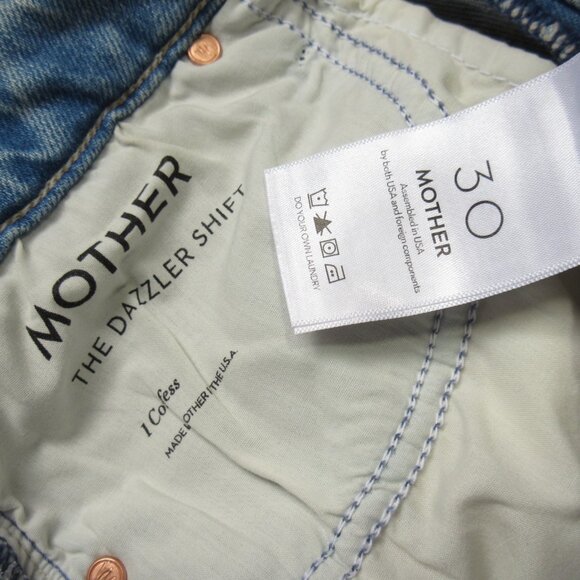 MOTHER
THE DAZZLER SHIFT
1 Confess
MADE MOTHER IN THE U.S.A.
30
MOTHER
Assembled in USA
by both USA and foreign components
DO YOUR OWN LAUNDRY